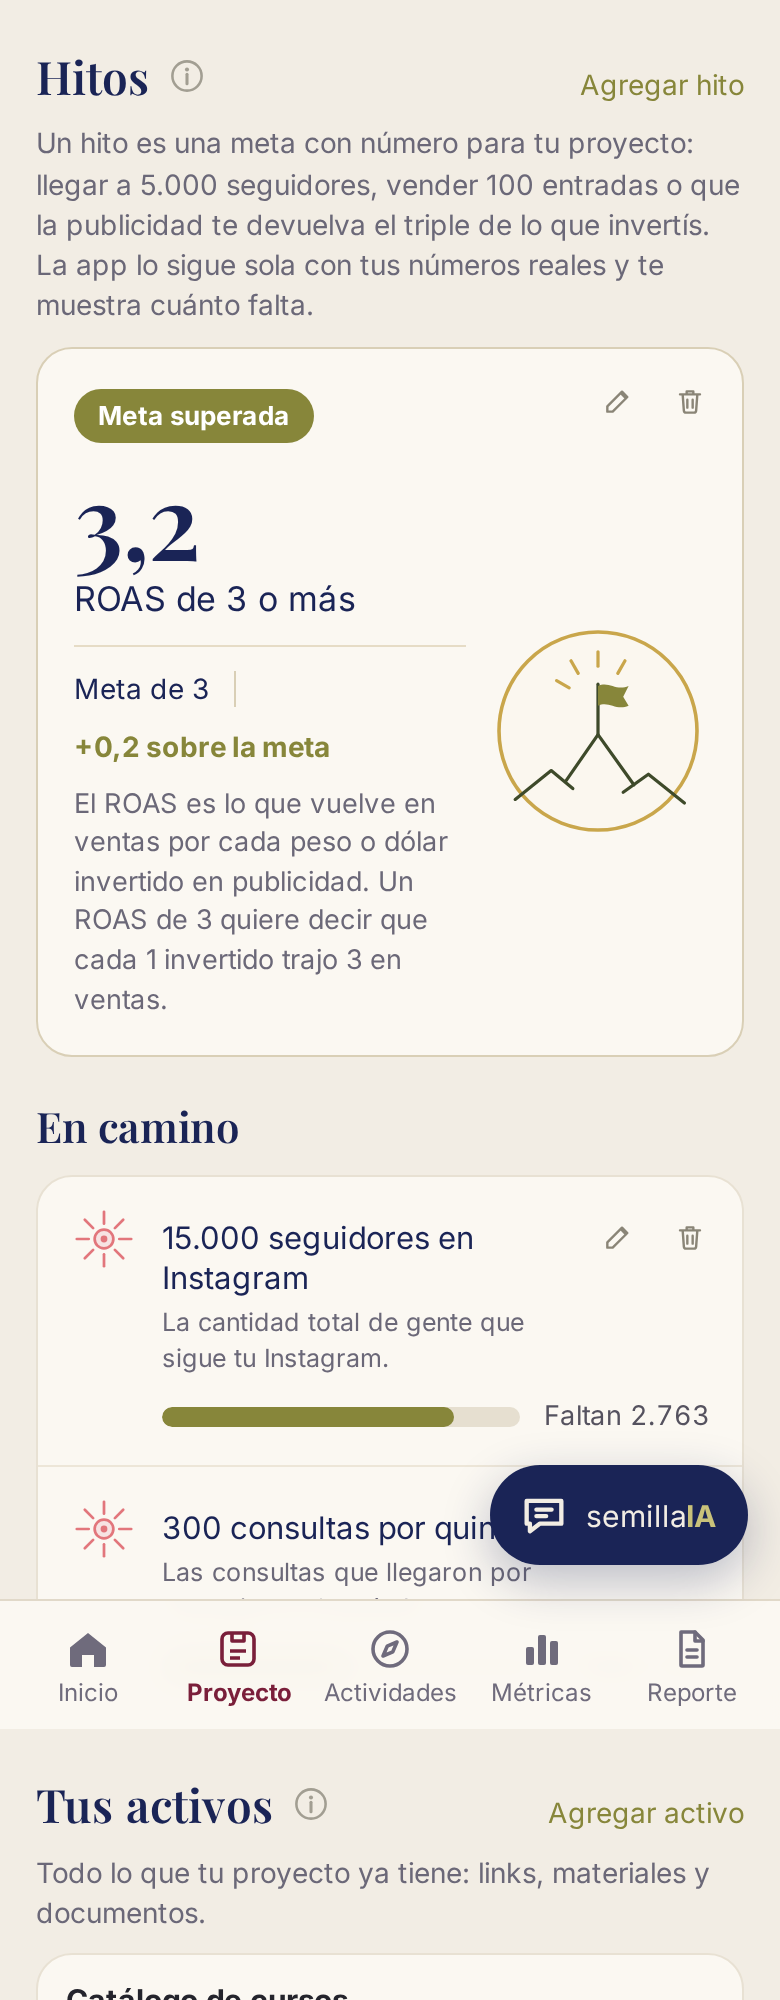 Hitos
Agregar hito
Un hito es una meta con número para tu proyecto:
llegar a 5.000 seguidores, vender 100 entradas o que
la publicidad te devuelva el triple de lo que invertís.
La app lo sigue sola con tus números reales y te
muestra cuánto falta.
Meta superada
3,2
ROAS de 3 o más
Meta de 3
+0,2 sobre la meta
El ROAS es lo que vuelve en
ventas por cada peso o dólar
invertido en publicidad. Un
ROAS de 3 quiere decir que
cada 1 invertido trajo 3 en
ventas.
En camino
15.000 seguidores en
Instagram
La cantidad total de gente que
sigue tu Instagram.
Faltan 2.763
300 consultas por quin
semillaIA
Las consultas que llegaron por
Inicio
Proyecto
Actividades
Métricas
Reporte
Tus activos
Agregar activo
Todo lo que tu proyecto ya tiene: links, materiales y
documentos.
Catálogo de cursos